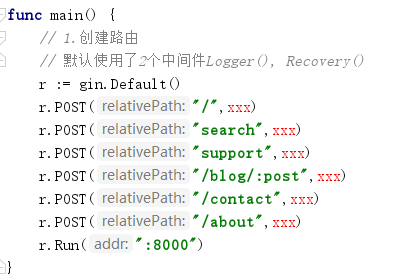 func main() {
// 1.创建路由
// 默认使用了2个中间件Logger(), Recovery()
r := gin.Default()
r.POST( relativePath: "/",xxx)
r.POST( relativePath: "search",xxx)
r.POST( relativePath: "support",xxx)
r.POST( relativePath: "/blog/:post",xxx)
r.POST( relativePath: "/contact",xxx)
r.POST( relativePath: "/about",xxx)
r.Run( addr: ":8000")
}